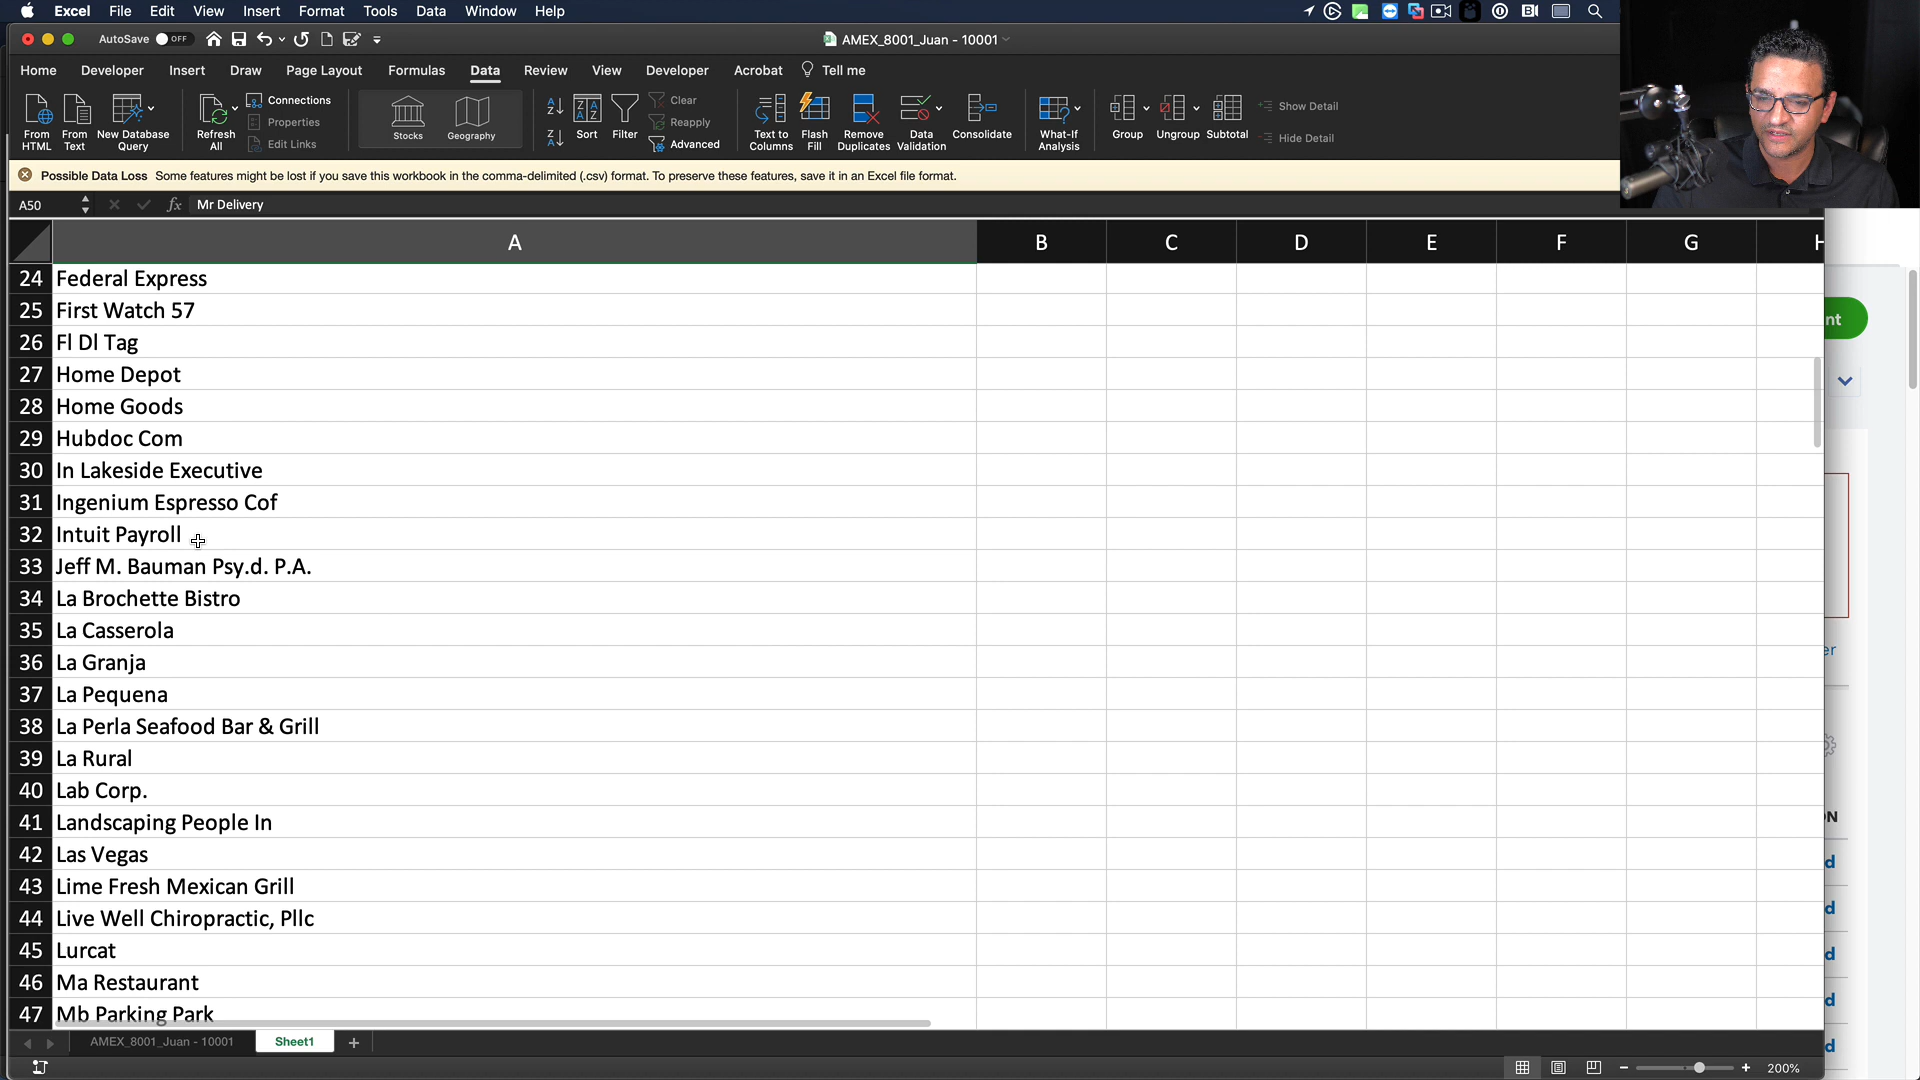 Excel File Edit View Insert Format Tools Data Window Help
AutoSave OFF
AMEX_8001_Juan - 10001
Home Developer Insert Draw Page Layout Formulas Data Review View Developer Acrobat Tell me
From HTML
From Text
New Database Query
Refresh All
Connections
Properties
Edit Links
Stocks
Geography
Sort
Filter
Clear
Reapply
Advanced
Text to Columns
Flash Fill
Remove Duplicates
Data Validation
Consolidate
What-If Analysis
Group
Ungroup
Subtotal
Show Detail
Hide Detail
Possible Data Loss Some features might be lost if you save this workbook in the comma-delimited (.csv) format. To preserve these features, save it in an Excel file format.
A50 fx Mr Delivery
A B C D E F G H
24 Federal Express
25 First Watch 57
26 Fl Dl Tag
27 Home Depot
28 Home Goods
29 Hubdoc Com
30 In Lakeside Executive
31 Ingenium Espresso Cof
32 Intuit Payroll
33 Jeff M. Bauman Psy.d. P.A.
34 La Brochette Bistro
35 La Casserola
36 La Granja
37 La Pequena
38 La Perla Seafood Bar & Grill
39 La Rural
40 Lab Corp.
41 Landscaping People In
42 Las Vegas
43 Lime Fresh Mexican Grill
44 Live Well Chiropractic, Pllc
45 Lurcat
46 Ma Restaurant
47 Mb Parking Park
nt
er
ON
d
d
d
d
d
AMEX_8001_Juan - 10001 Sheet1
200%